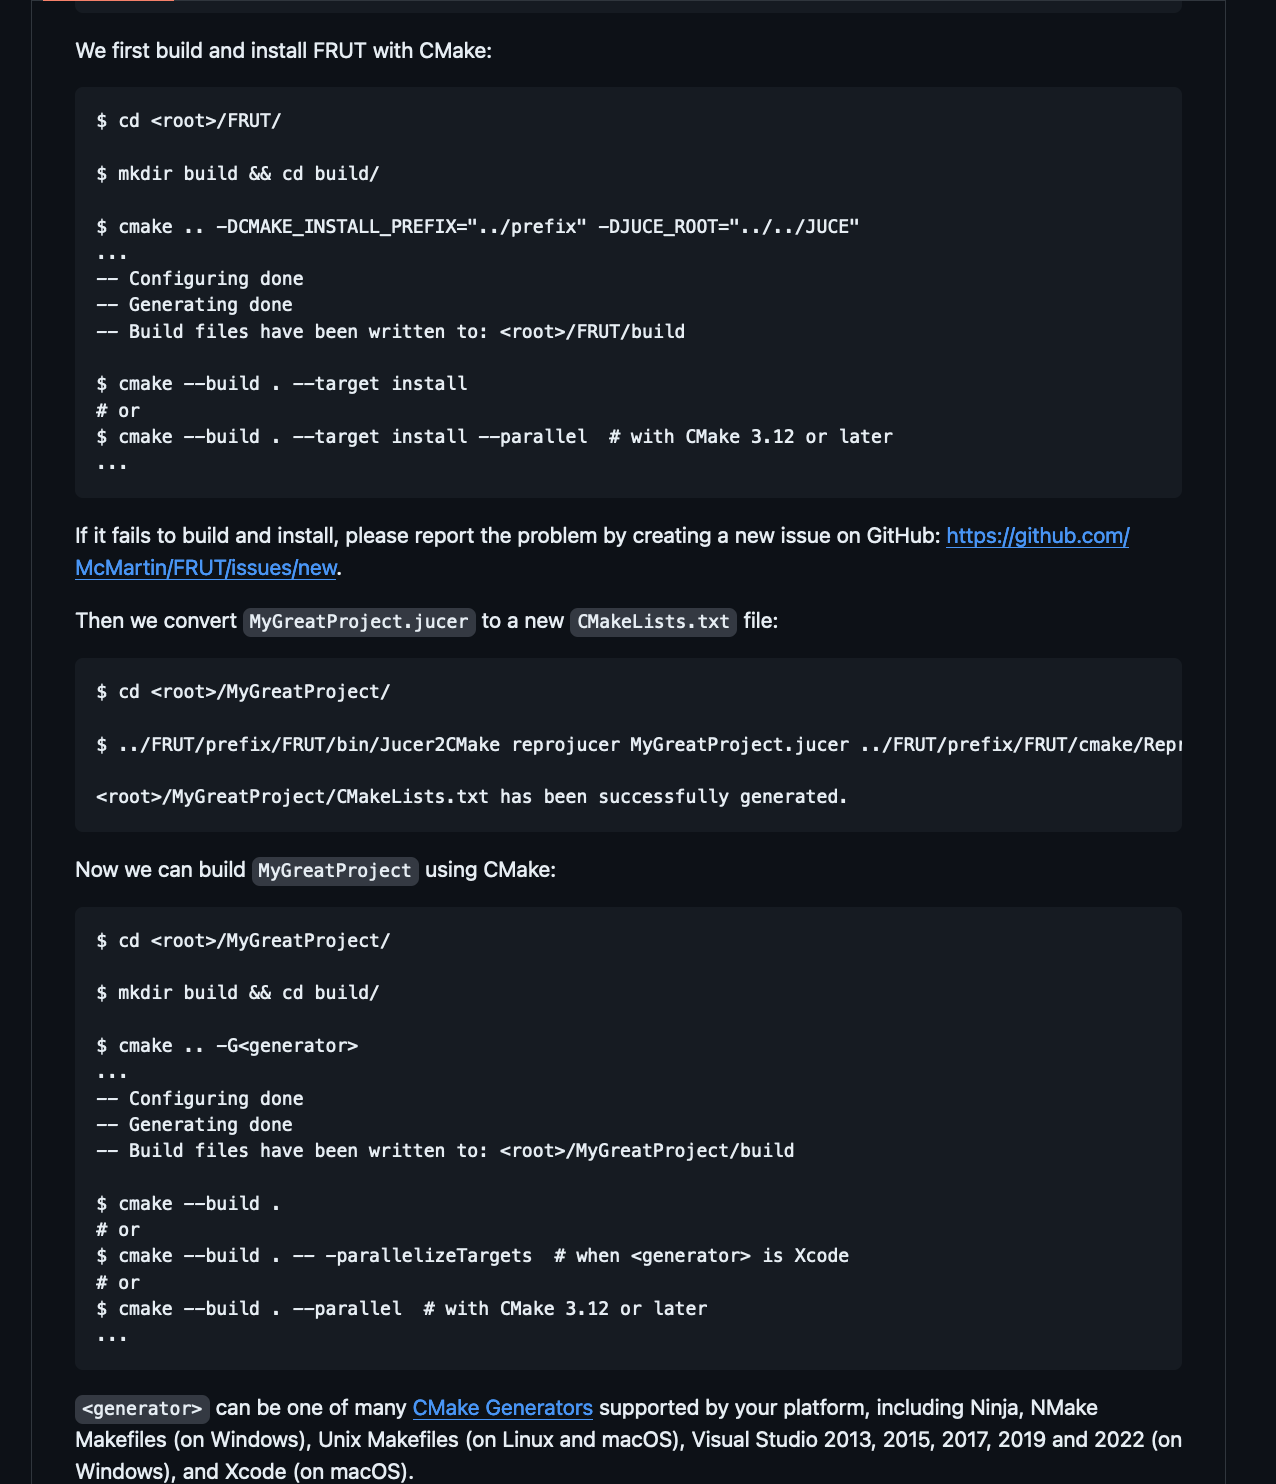 We first build and install FRUT with CMake:
$ cd <root>/FRUT/
$ mkdir build && cd build/
$ cmake .. -DCMAKE_INSTALL_PREFIX="../prefix" -DJUCE_ROOT="../../JUCE"
...
-- Configuring done
-- Generating done
-- Build files have been written to: <root>/FRUT/build
$ cmake --build . --target install
# or
$ cmake --build . --target install --parallel  # with CMake 3.12 or later
...
If it fails to build and install, please report the problem by creating a new issue on GitHub: https://github.com/
McMartin/FRUT/issues/new.
Then we convert MyGreatProject.jucer to a new CMakeLists.txt file:
$ cd <root>/MyGreatProject/
$ ../FRUT/prefix/FRUT/bin/Jucer2CMake reprojucer MyGreatProject.jucer ../FRUT/prefix/FRUT/cmake/Repr
<root>/MyGreatProject/CMakeLists.txt has been successfully generated.
Now we can build MyGreatProject using CMake:
$ cd <root>/MyGreatProject/
$ mkdir build && cd build/
$ cmake .. -G<generator>
...
-- Configuring done
-- Generating done
-- Build files have been written to: <root>/MyGreatProject/build
$ cmake --build .
# or
$ cmake --build . -- -parallelizeTargets  # when <generator> is Xcode
# or
$ cmake --build . --parallel  # with CMake 3.12 or later
...
<generator> can be one of many CMake Generators supported by your platform, including Ninja, NMake
Makefiles (on Windows), Unix Makefiles (on Linux and macOS), Visual Studio 2013, 2015, 2017, 2019 and 2022 (on
Windows), and Xcode (on macOS).